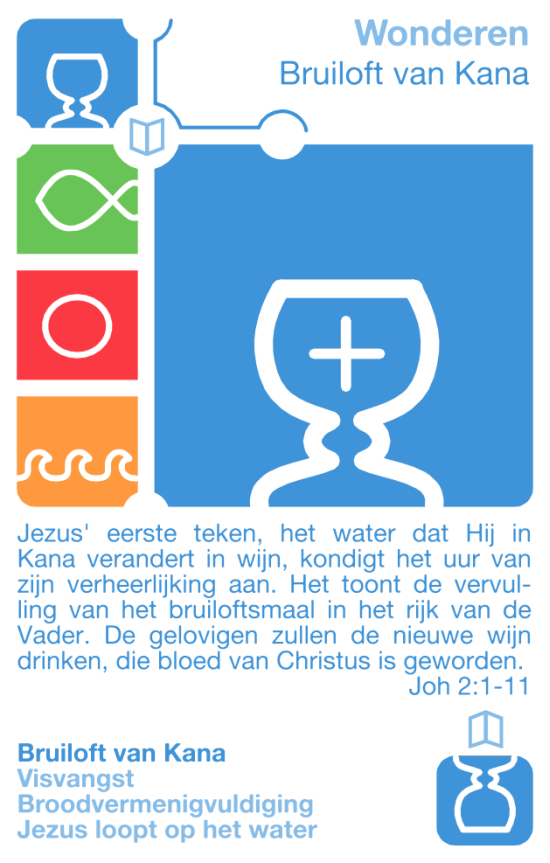 Wonderen
Bruiloft van Kana
Jezus' eerste teken, het water dat Hij in
Kana verandert in wijn, kondigt het uur van
zijn verheerlijking aan. Het toont de vervul-
ling van het bruiloftsmaal in het rijk van de
Vader. De gelovigen zullen de nieuwe wijn
drinken, die bloed van Christus is geworden.
Joh 2:1-11
Bruiloft van Kana
Visvangst
Broodvermenigvuldiging
Jezus loopt op het water